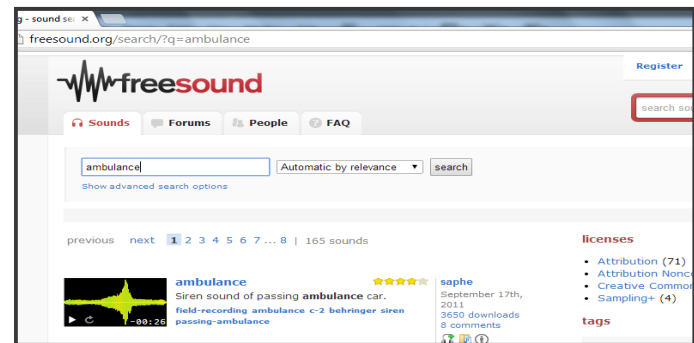 g - sound se
freesound.org/search/?q=ambulance
Register
freesound
search sou
Sounds Forums People FAQ
ambulance Automatic by relevance search
Show advanced search options
previous next 1 2 3 4 5 6 7 ... 8 | 165 sounds
licenses
Attribution (71)
Attribution Nonc
Creative Common
Sampling+ (4)
tags
ambulance
Siren sound of passing ambulance car.
field-recording ambulance c-2 behringer siren
passing-ambulance
-00:26
saphe
September 17th,
2011
3650 downloads
8 comments